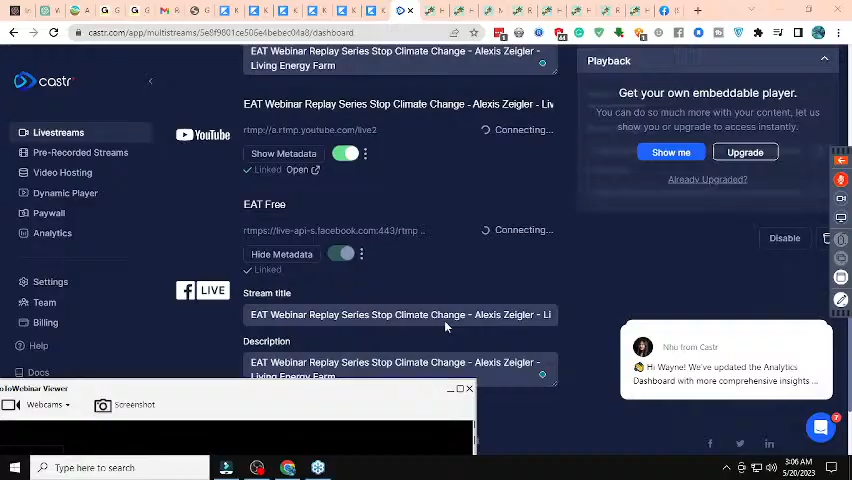 castr.com/app/multistreams/5e8f9801ce506e4bebec04a8/dashboard
EAT Webinar Replay Series Stop Climate Change - Alexis Zeigler -
Living Energy Farm
Playback
castr
Get your own embeddable player.
You can do so much more with your content, let us
show you or upgrade to access instantly.
Show me
Upgrade
Already Upgraded?
EAT Webinar Replay Series Stop Climate Change - Alexis Zeigler - Liv
YouTube
rtmp://a.rtmp.youtube.com/live2
Connecting...
Show Metadata
Linked
Open
Livestreams
Pre-Recorded Streams
Video Hosting
Dynamic Player
Paywall
Analytics
Settings
Team
Billing
Help
Docs
EAT Free
rtmps://live-api-s.facebook.com:443/rtmp ..
Connecting...
Hide Metadata
Linked
Disable
LIVE
Stream title
EAT Webinar Replay Series Stop Climate Change - Alexis Zeigler - Li
Description
EAT Webinar Replay Series Stop Climate Change - Alexis Zeigler -
Living Energy Farm
Nhu from Castr
Hi Wayne! We've updated the Analytics
Dashboard with more comprehensive insights ...
7
oToWebinar Viewer
Webcams
Screenshot
Type here to search
3:06 AM
5/20/2023